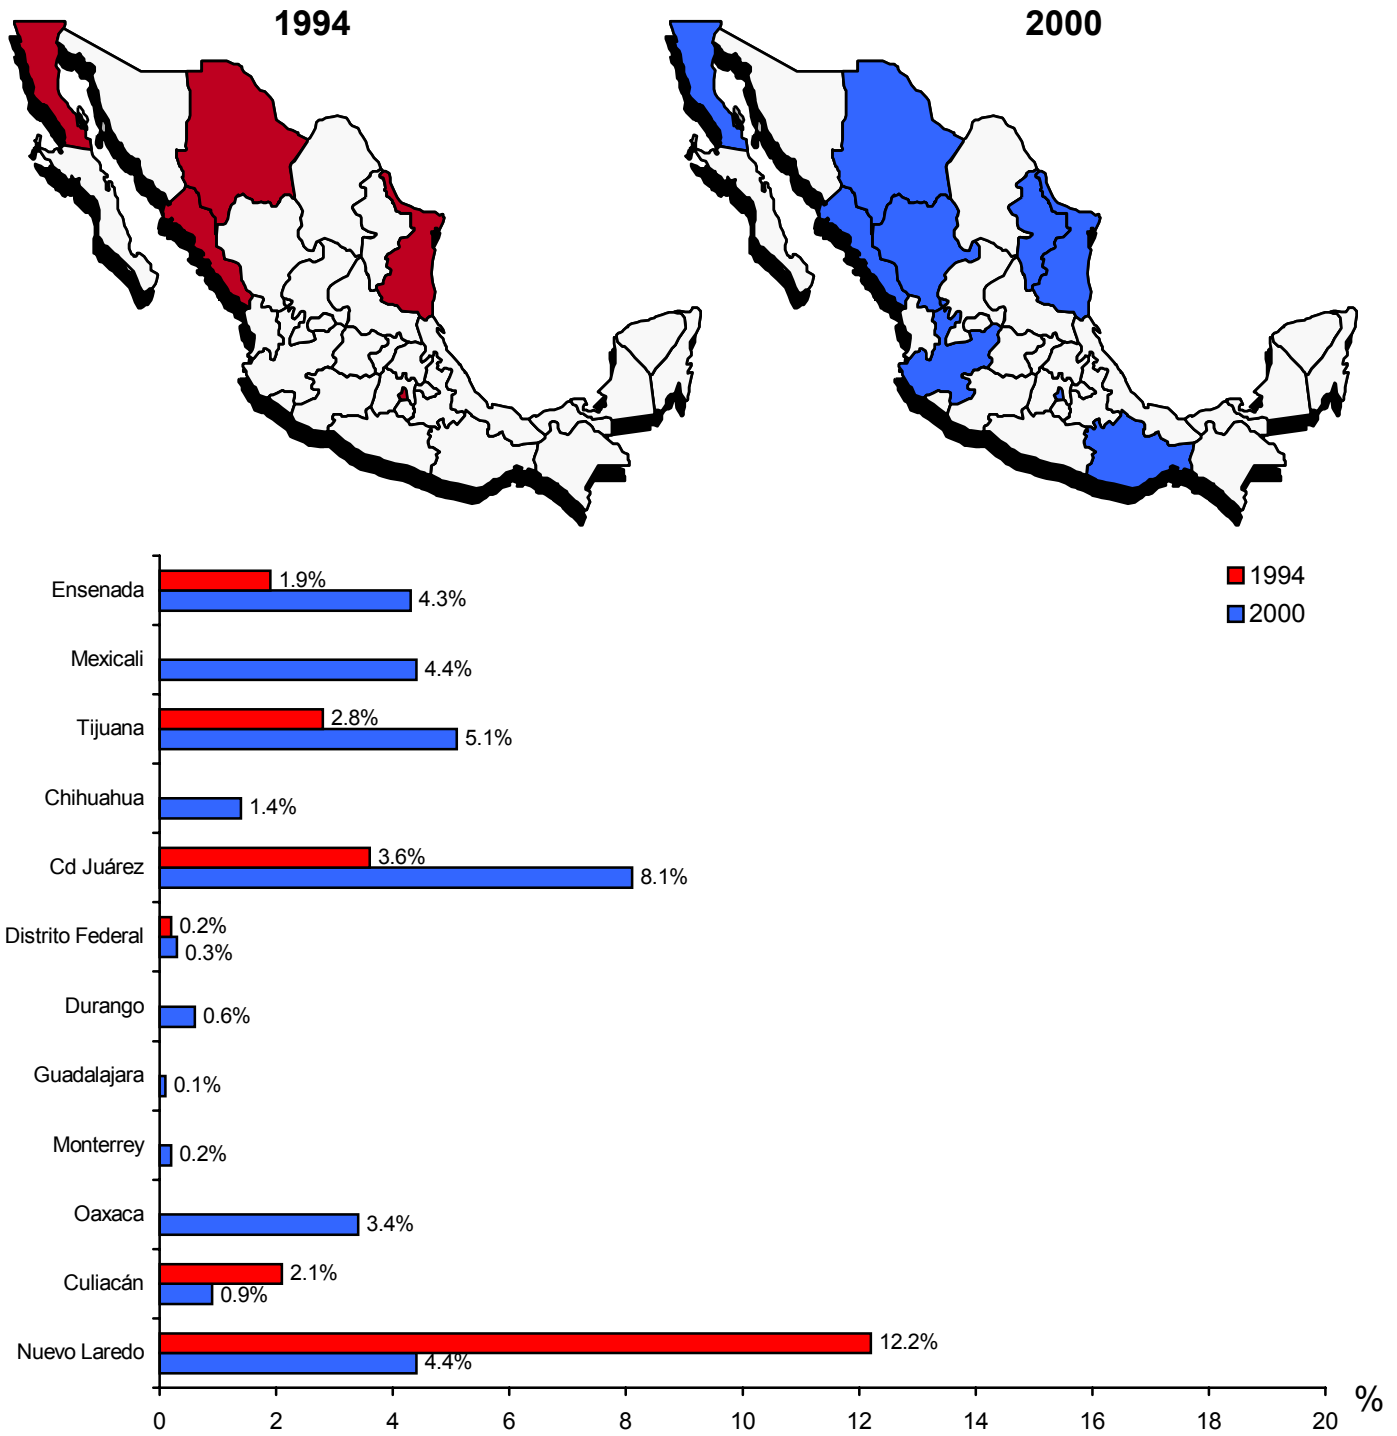 1994
2000
1994
2000
Ensenada
1.9%
4.3%
Mexicali
4.4%
Tijuana
2.8%
5.1%
Chihuahua
1.4%
Cd Juárez
3.6%
8.1%
Distrito Federal
0.2%
0.3%
Durango
0.6%
Guadalajara
0.1%
Monterrey
0.2%
Oaxaca
3.4%
Culiacán
2.1%
0.9%
Nuevo Laredo
12.2%
4.4%
0 2 4 6 8 10 12 14 16 18 20 %